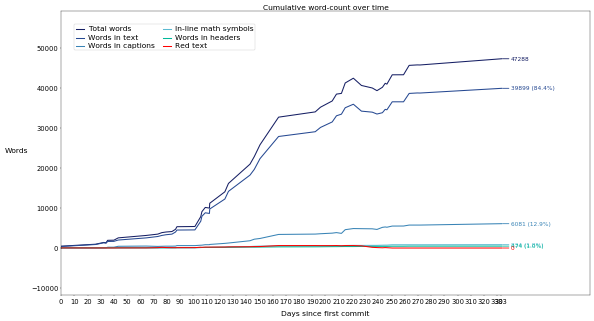 Cumulative word-count over time
Total words
Words in text
Words in captions
In-line math symbols
Words in headers
Red text
Words
50000
40000
30000
20000
10000
0
−10000
47288
39899 (84.4%)
6081 (12.9%)
(1.0%)
0 10 20 30 40 50 60 70 80 90 100 110 120 130 140 150 160 170 180 190 200 210 220 230 240 250 260 270 280 290 300 310 320 330
Days since first commit